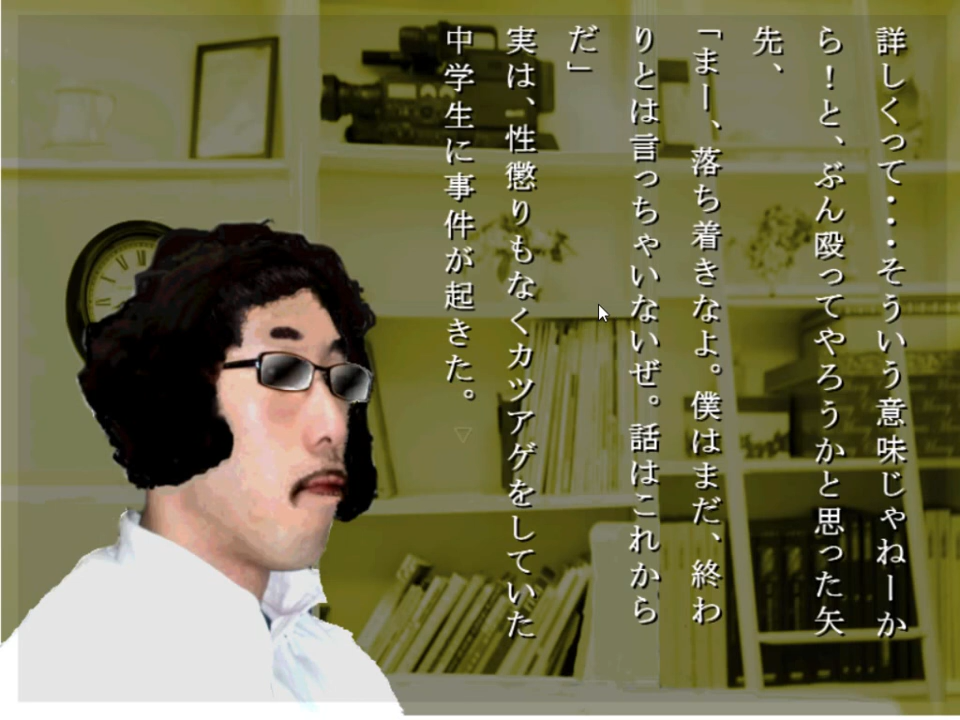 詳しくって・・・そういう意味じゃねーか
ら！と、ぶん殴ってやろうかと思った矢
先、
「まー、落ち着きなよ。僕はまだ、終わ
りとは言っちゃいないぜ。話はこれから
だ」
実は、性懲りもなくカツアゲをしていた
中学生に事件が起きた。